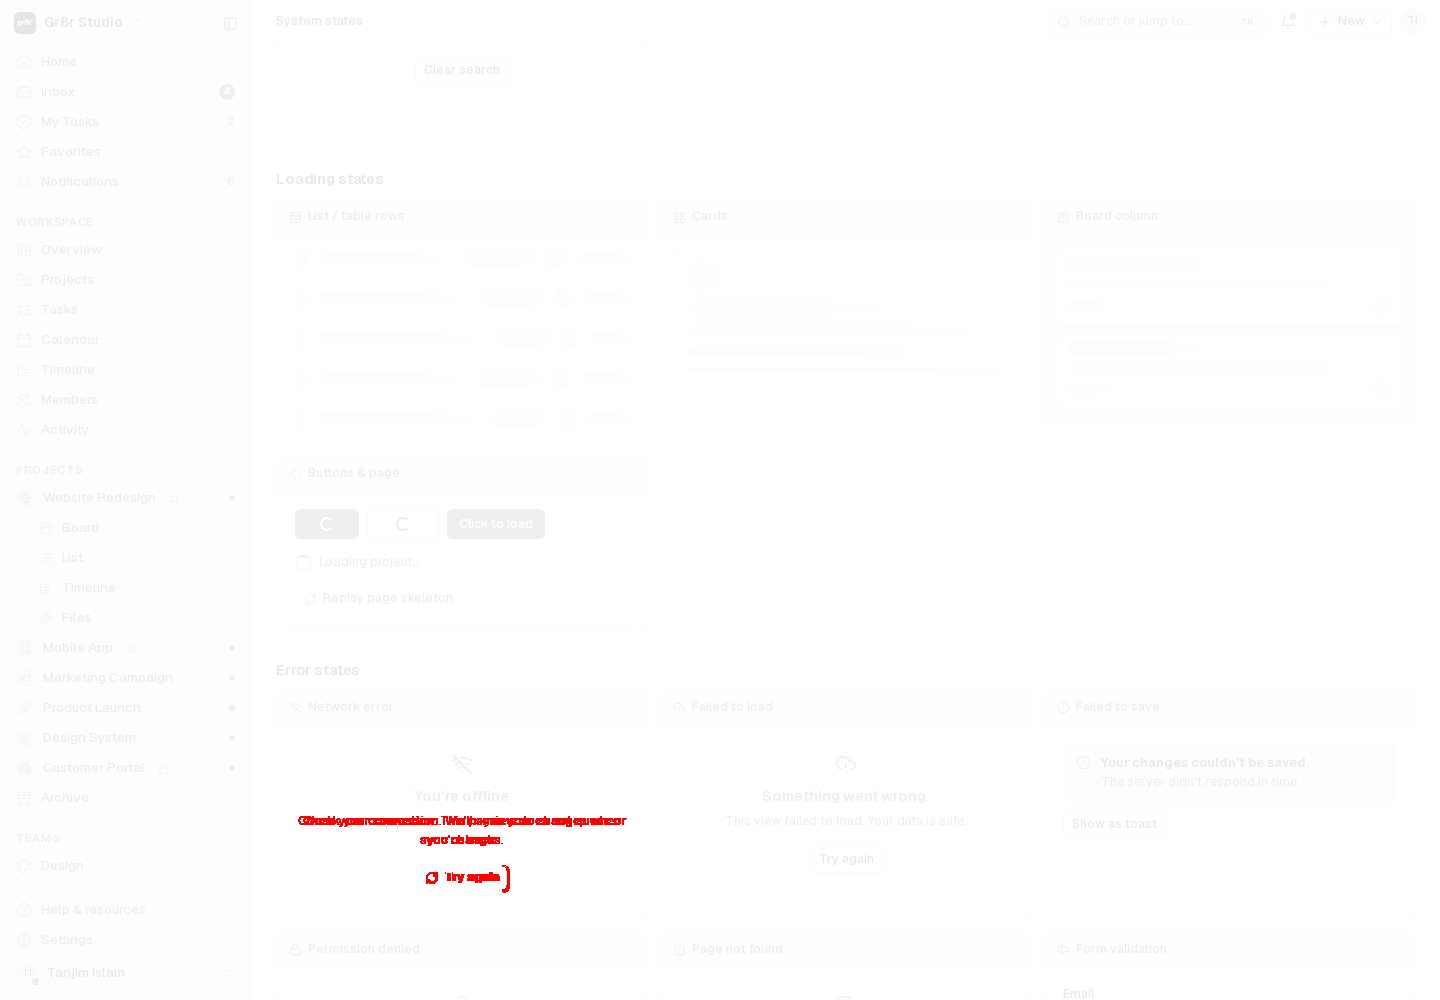 gr8r
Gr8r Studio
System states
Search or jump to...
⌘K
New
TI
Home
Inbox
4
My Tasks
2
Favorites
Notifications
WORKSPACE
Overview
Projects
Tasks
Calendar
Timeline
Members
Activity
PROJECTS
Website Redesign
Board
List
Timeline
Files
Mobile App
Marketing Campaign
Product Launch
Design System
Customer Portal
Archive
TEAMS
Design
Help & resources
Settings
TI
Tanjim Islam
Clear search
Loading states
List / table rows
Cards
Board column
Buttons & page
Click to load
Loading project...
Replay page skeleton
Error states
Network error
You're offline
Try again
Failed to load
Something went wrong.
This view failed to load. Your data is safe.
Try again
Failed to save
Your changes couldn't be saved.
The server didn't respond in time.
Show as toast
Permission denied
Page not found
Form validation
Email